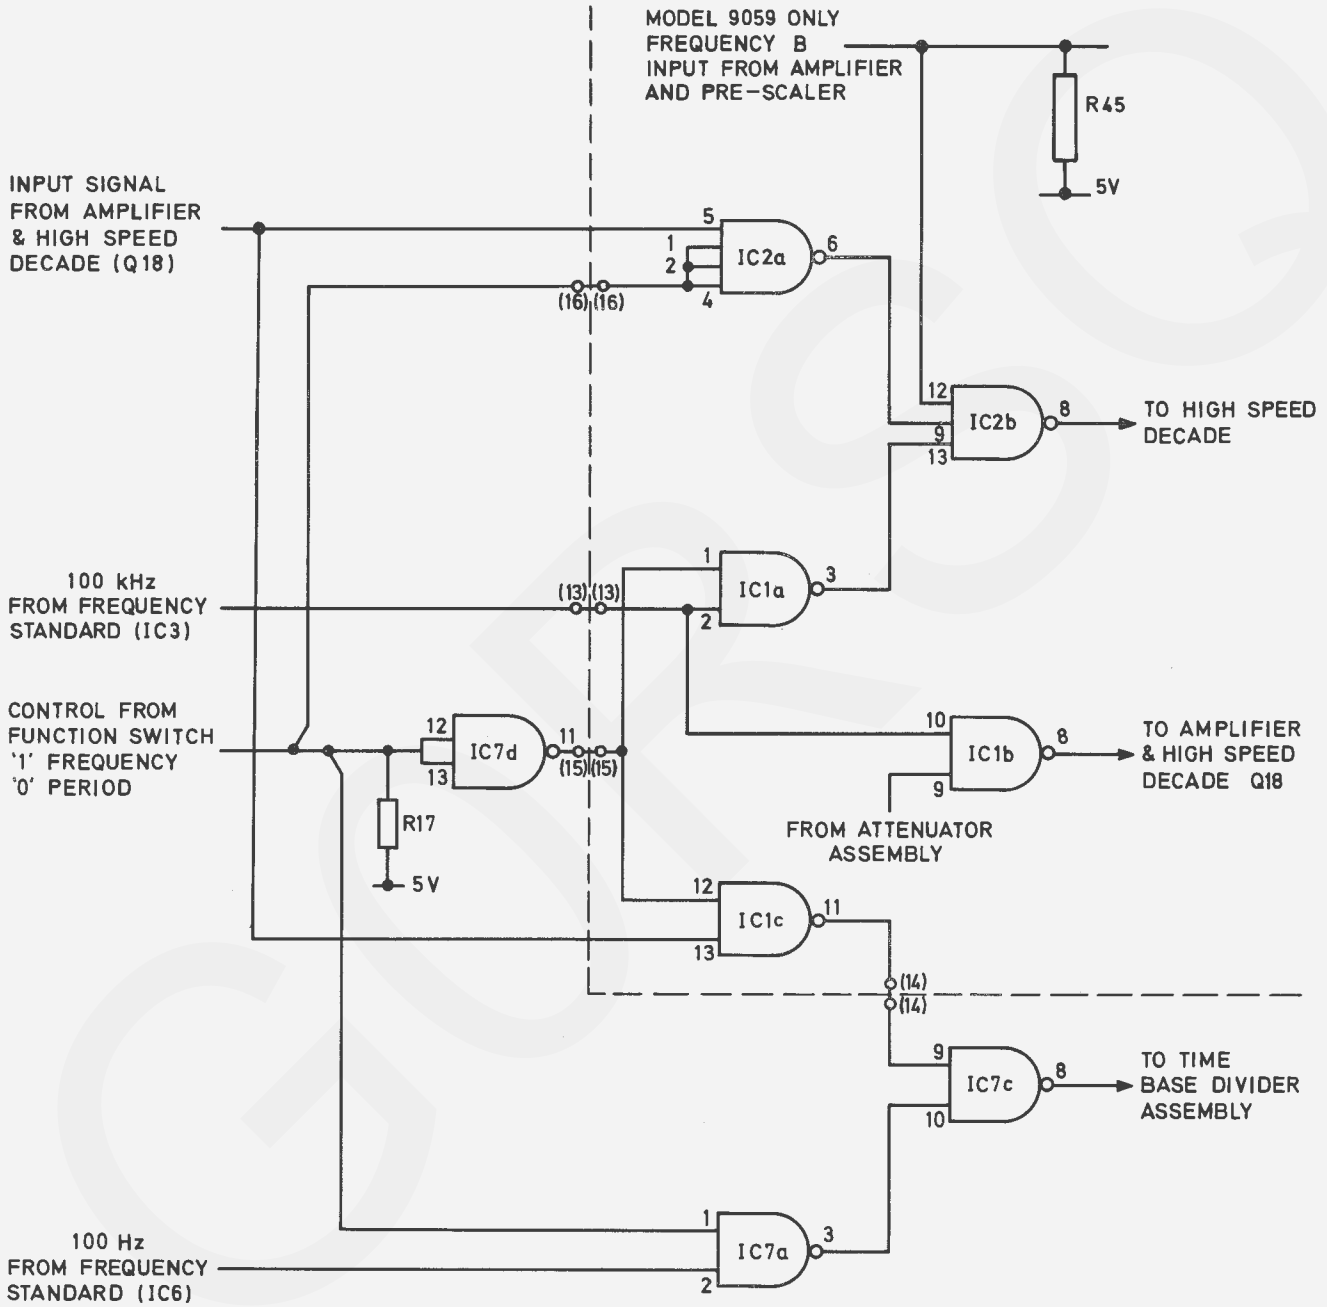 MODEL 9059 ONLY
FREQUENCY B
INPUT FROM AMPLIFIER
AND PRE-SCALER
R45
5V
INPUT SIGNAL
FROM AMPLIFIER
& HIGH SPEED
DECADE (Q18)
5
1
2
4
IC2a
6
(16) (16)
12
9
13
IC2b
8
TO HIGH SPEED
DECADE
100 kHz
FROM FREQUENCY
STANDARD (IC3)
(13) (13)
1
2
IC1a
3
CONTROL FROM
FUNCTION SWITCH
'1' FREQUENCY
'0' PERIOD
12
13
IC7d
11
(15) (15)
R17
5V
10
9
IC1b
8
TO AMPLIFIER
& HIGH SPEED
DECADE Q18
FROM ATTENUATOR
ASSEMBLY
12
13
IC1c
11
(14)
(14)
9
10
IC7c
8
TO TIME
BASE DIVIDER
ASSEMBLY
100 Hz
FROM FREQUENCY
STANDARD (IC6)
1
2
IC7a
3
GORSQ